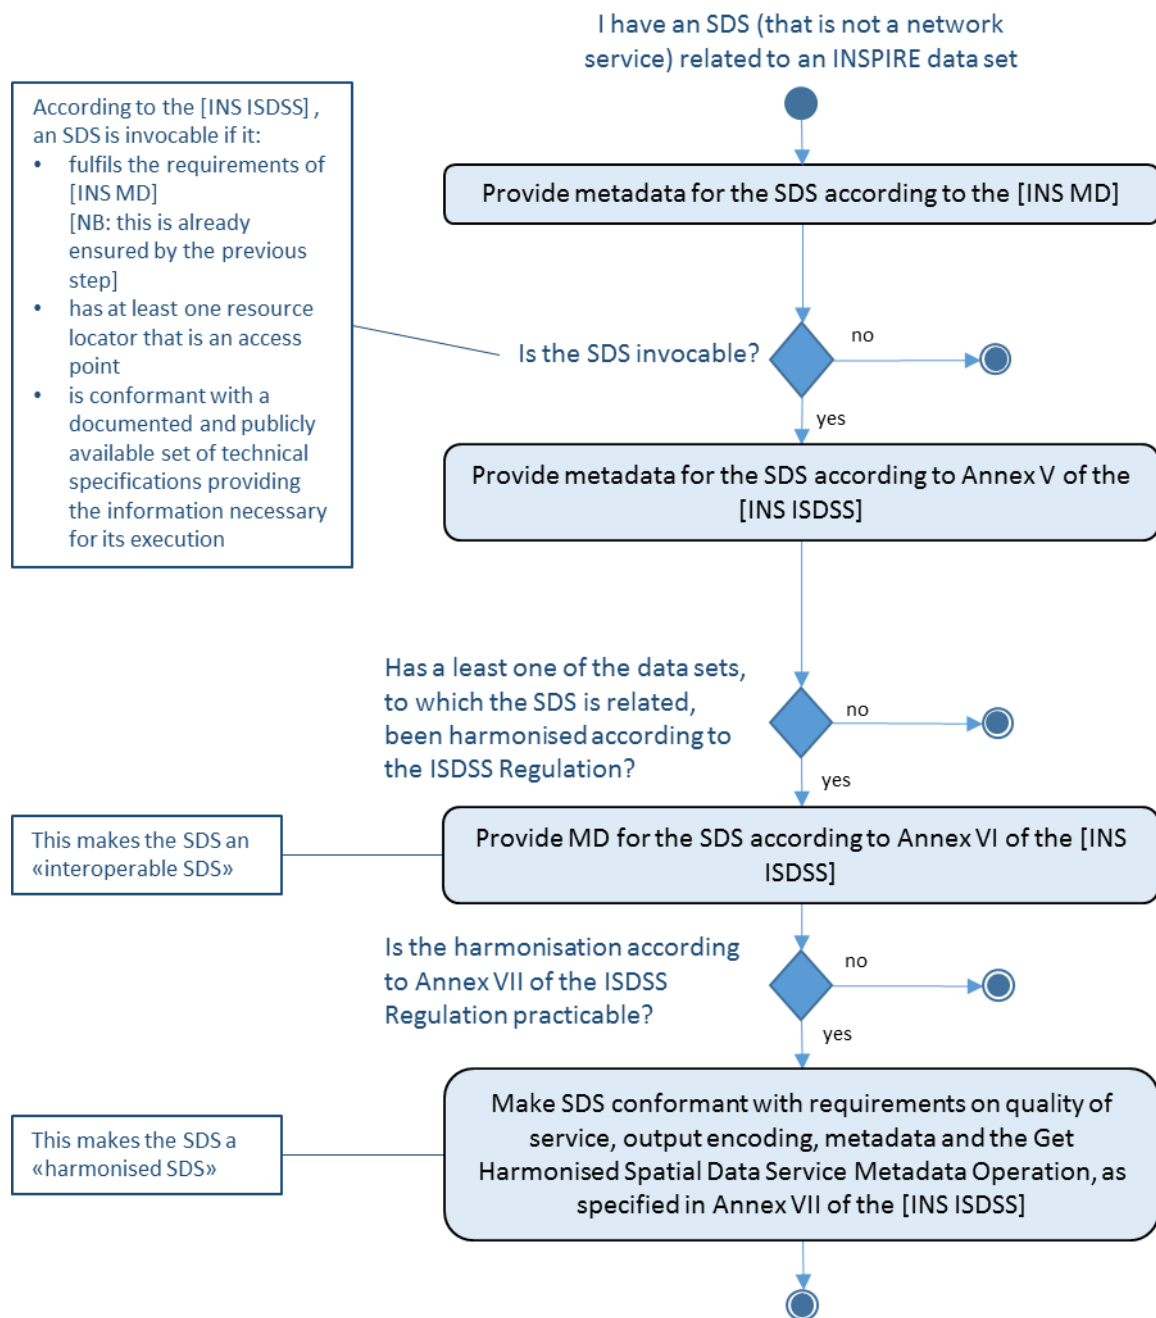 I have an SDS (that is not a network
service) related to an INSPIRE data set
According to the [INS ISDSS] ,
an SDS is invocable if it:
• fulfils the requirements of
[INS MD]
[NB: this is already
ensured by the previous
step]
• has at least one resource
locator that is an access
point
• is conformant with a
documented and publicly
available set of technical
specifications providing
the information necessary
for its execution
Provide metadata for the SDS according to the [INS MD]
Is the SDS invocable?
no
yes
Provide metadata for the SDS according to Annex V of the
[INS ISDSS]
Has a least one of the data sets,
to which the SDS is related,
been harmonised according to
the ISDSS Regulation?
no
yes
This makes the SDS an
«interoperable SDS»
Provide MD for the SDS according to Annex VI of the [INS
ISDSS]
Is the harmonisation according
to Annex VII of the ISDSS
Regulation practicable?
no
yes
This makes the SDS a
«harmonised SDS»
Make SDS conformant with requirements on quality of
service, output encoding, metadata and the Get
Harmonised Spatial Data Service Metadata Operation, as
specified in Annex VII of the [INS ISDSS]